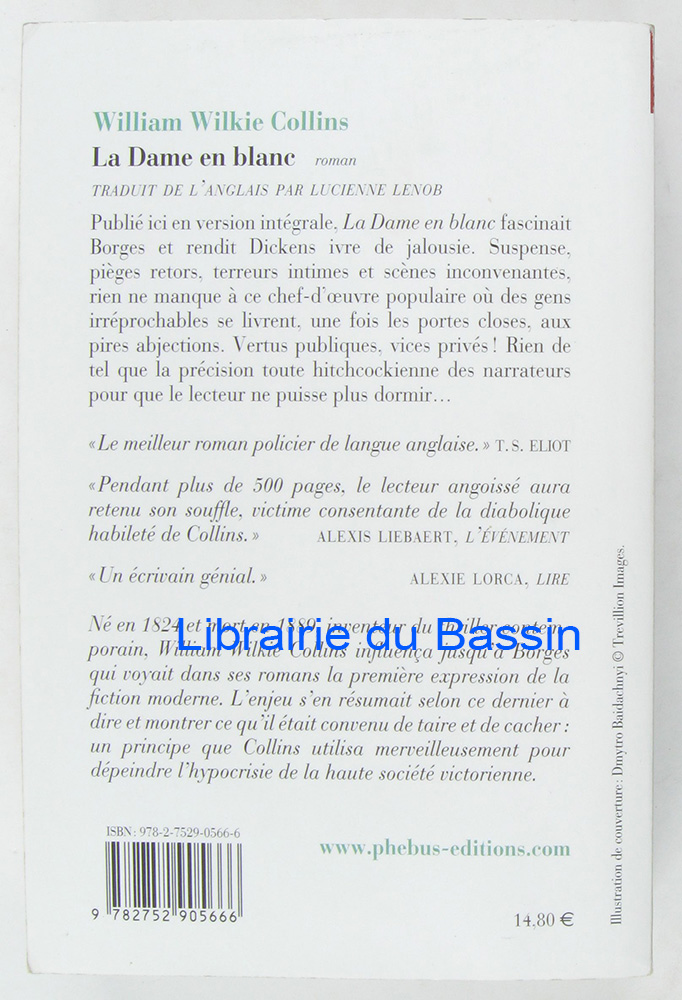 William Wilkie Collins
La Dame en blanc roman
TRADUIT DE L'ANGLAIS PAR LUCIENNE LENOB
Publié ici en version intégrale, La Dame en blanc fascinait
Borges et rendit Dickens ivre de jalousie. Suspense,
pièges retors, terreurs intimes et scènes inconvenantes,
rien ne manque à ce chef-d'œuvre populaire où des gens
irréprochables se livrent, une fois les portes closes, aux
pires abjections. Vertus publiques, vices privés ! Rien de
tel que la précision toute hitchcockienne des narrateurs
pour que le lecteur ne puisse plus dormir…
« Le meilleur roman policier de langue anglaise. » T. S. ELIOT
« Pendant plus de 500 pages, le lecteur angoissé aura
retenu son souffle, victime consentante de la diabolique
habileté de Collins. » ALEXIS LIEBAERT, L'ÉVÉNEMENT
« Un écrivain génial. » ALEXIE LORCA, LIRE
Né en 1824 et mort en 1889, inventeur du thriller contem-
porain, William Wilkie Collins influença jusqu'à Borges
qui voyait dans ses romans la première expression de la
fiction moderne. L'enjeu s'en résumait selon ce dernier à
dire et montrer ce qu'il était convenu de taire et de cacher :
un principe que Collins utilisa merveilleusement pour
dépeindre l'hypocrisie de la haute société victorienne.
Librairie du Bassin
ISBN : 978-2-7529-0566-6
9 782752 905666
www.phebus-editions.com
14,80 €
Illustration de couverture : Dmytro Baidachnyi © Trevillion Images.